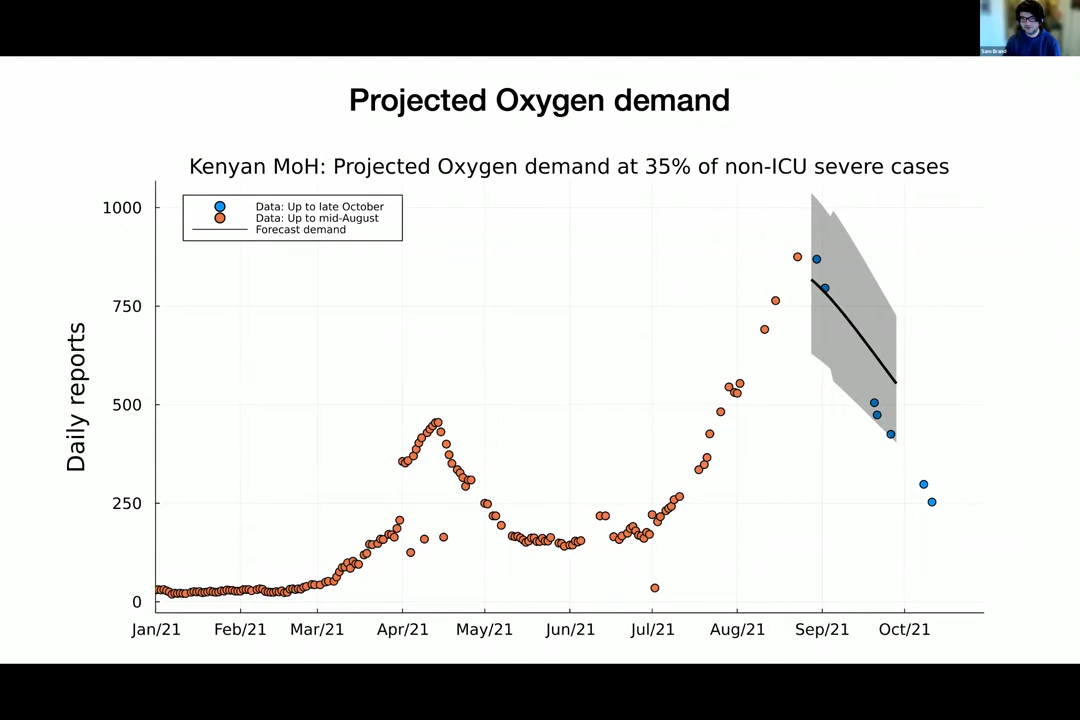 Sam Brand
Projected Oxygen demand
Kenyan MoH: Projected Oxygen demand at 35% of non-ICU severe cases
Data: Up to late October
Data: Up to mid-August
Forecast demand
Daily reports
1000
750
500
250
0
Jan/21 Feb/21 Mar/21 Apr/21 May/21 Jun/21 Jul/21 Aug/21 Sep/21 Oct/21